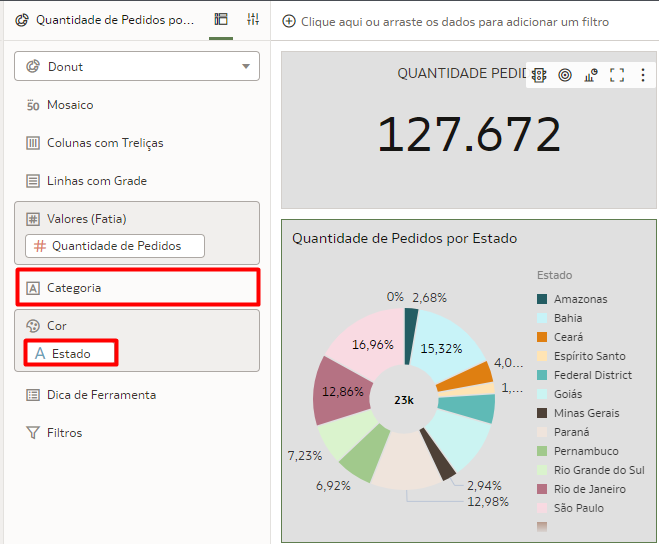 Quantidade de Pedidos po...
Clique aqui ou arraste os dados para adicionar um filtro
Donut
50 Mosaico
Colunas com Treliças
Linhas com Grade
Valores (Fatia)
# Quantidade de Pedidos
A Categoria
Cor
A Estado
Dica de Ferramenta
Filtros
QUANTIDADE PEDI
127.672
Quantidade de Pedidos por Estado
0%
2,68%
15,32%
4,0...
1,...
2,94%
12,98%
6,92%
7,23%
12,86%
16,96%
23k
Estado
Amazonas
Bahia
Ceará
Espírito Santo
Federal District
Goiás
Minas Gerais
Paraná
Pernambuco
Rio Grande do Sul
Rio de Janeiro
São Paulo